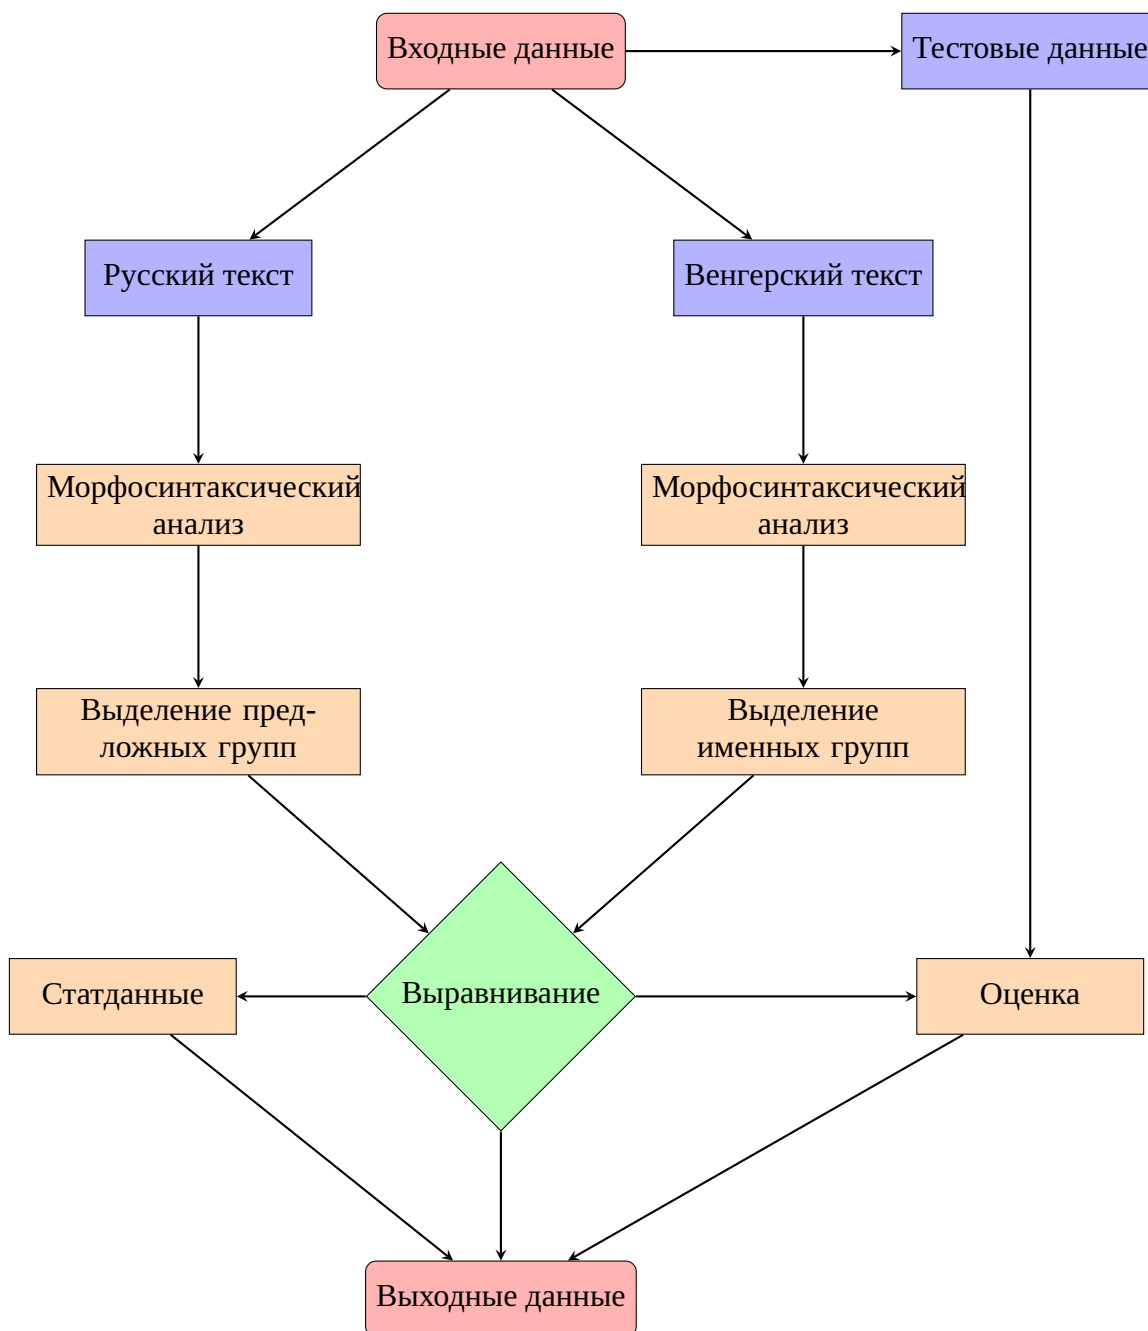 Входные данные
Тестовые данные
Русский текст
Венгерский текст
Морфосинтаксический
анализ
Морфосинтаксический
анализ
Выделение пред-
ложных групп
Выделение
именных групп
Статданные
Выравнивание
Оценка
Выходные данные